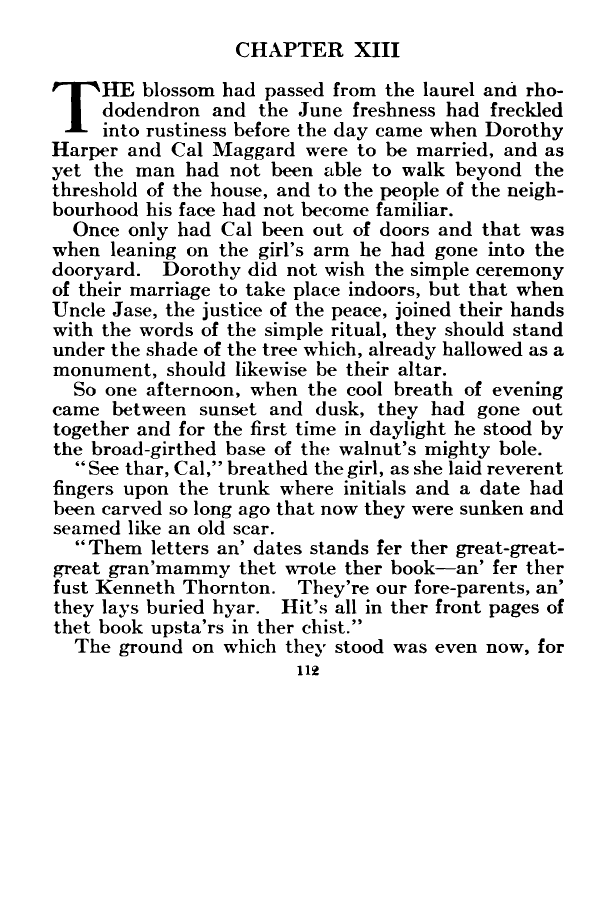 CHAPTER XIII
THE blossom had passed from the laurel and rho-
dodendron and the June freshness had freckled
into rustiness before the day came when Dorothy
Harper and Cal Maggard were to be married, and as
yet the man had not been able to walk beyond the
threshold of the house, and to the people of the neigh-
bourhood his face had not become familiar.
Once only had Cal been out of doors and that was
when leaning on the girl's arm he had gone into the
dooryard. Dorothy did not wish the simple ceremony
of their marriage to take place indoors, but that when
Uncle Jase, the justice of the peace, joined their hands
with the words of the simple ritual, they should stand
under the shade of the tree which, already hallowed as a
monument, should likewise be their altar.
So one afternoon, when the cool breath of evening
came between sunset and dusk, they had gone out
together and for the first time in daylight he stood by
the broad-girthed base of the walnut's mighty bole.
"See thar, Cal," breathed the girl, as she laid reverent
fingers upon the trunk where initials and a date had
been carved so long ago that now they were sunken and
seamed like an old scar.
"Them letters an' dates stands fer ther great-great-
great gran'mammy thet wrote ther book—an' fer ther
fust Kenneth Thornton. They're our fore-parents, an'
they lays buried hyar. Hit's all in ther front pages of
thet book upsta'rs in ther chist."
The ground on which they stood was even now, for
112